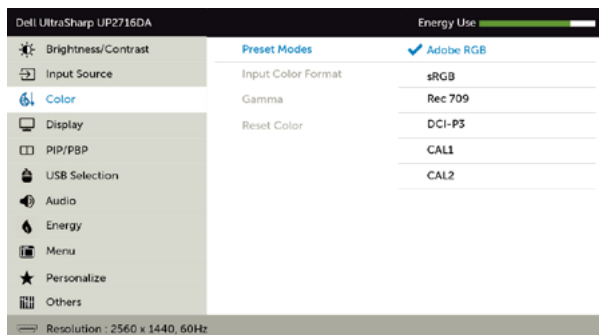 Dell UltraSharp UP2716DA
Energy Use
Brightness/Contrast
Preset Modes
Adobe RGB
Input Source
Input Color Format
sRGB
Color
Gamma
Rec 709
Display
Reset Color
DCI-P3
PIP/PBP
CAL1
USB Selection
CAL2
Audio
Energy
Menu
Personalize
Others
Resolution : 2560 x 1440, 60Hz